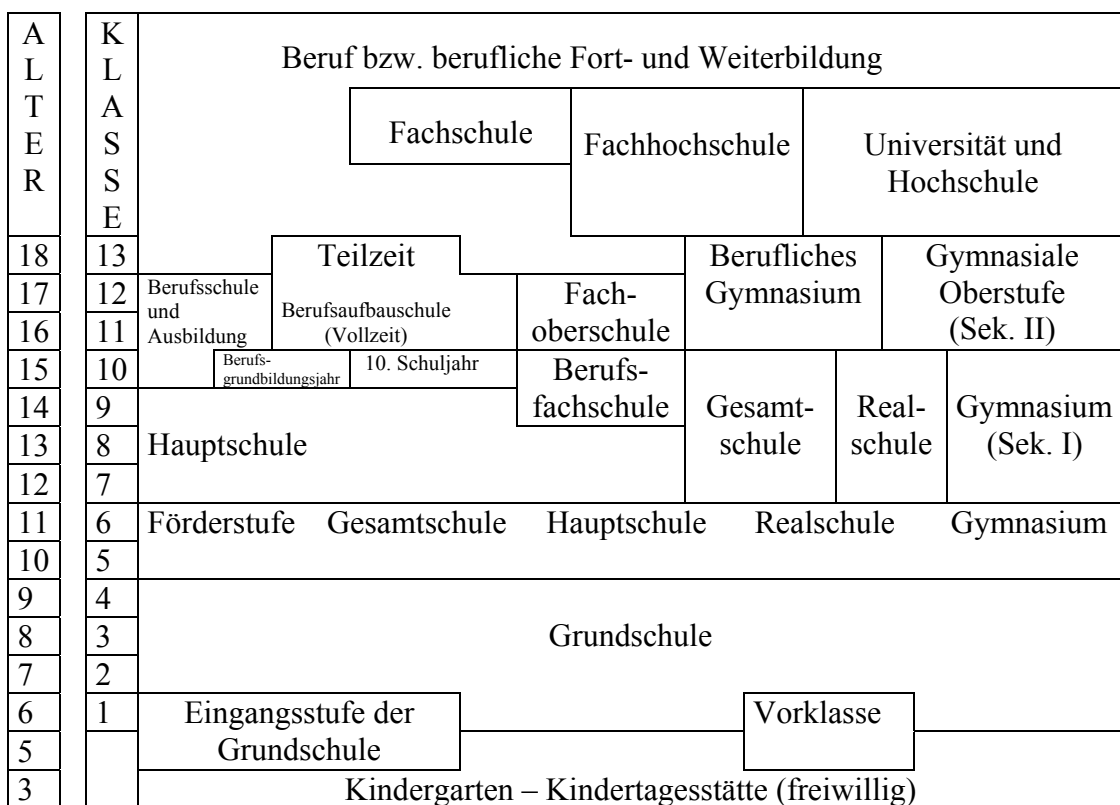 A
L
T
E
R
K
L
A
S
S
E
Beruf bzw. berufliche Fort- und Weiterbildung
Fachschule
Fachhochschule
Universität und
Hochschule
18 13 Teilzeit Berufliches Gymnasiale
17 12 Berufsschule Fach- Gymnasium Oberstufe
und Berufsaufbauschule
16 11 Ausbildung (Vollzeit) oberschule (Sek. II)
15 10 Berufs- 10. Schuljahr Berufs-
grundbildungsjahr
14 9 fachschule Gesamt- Real- Gymnasium
13 8 Hauptschule schule schule (Sek. I)
12 7
11 6 Förderstufe Gesamtschule Hauptschule Realschule Gymnasium
10 5
9 4
8 3 Grundschule
7 2
6 1 Eingangsstufe der Vorklasse
5 Grundschule
3 Kindergarten – Kindertagesstätte (freiwillig)